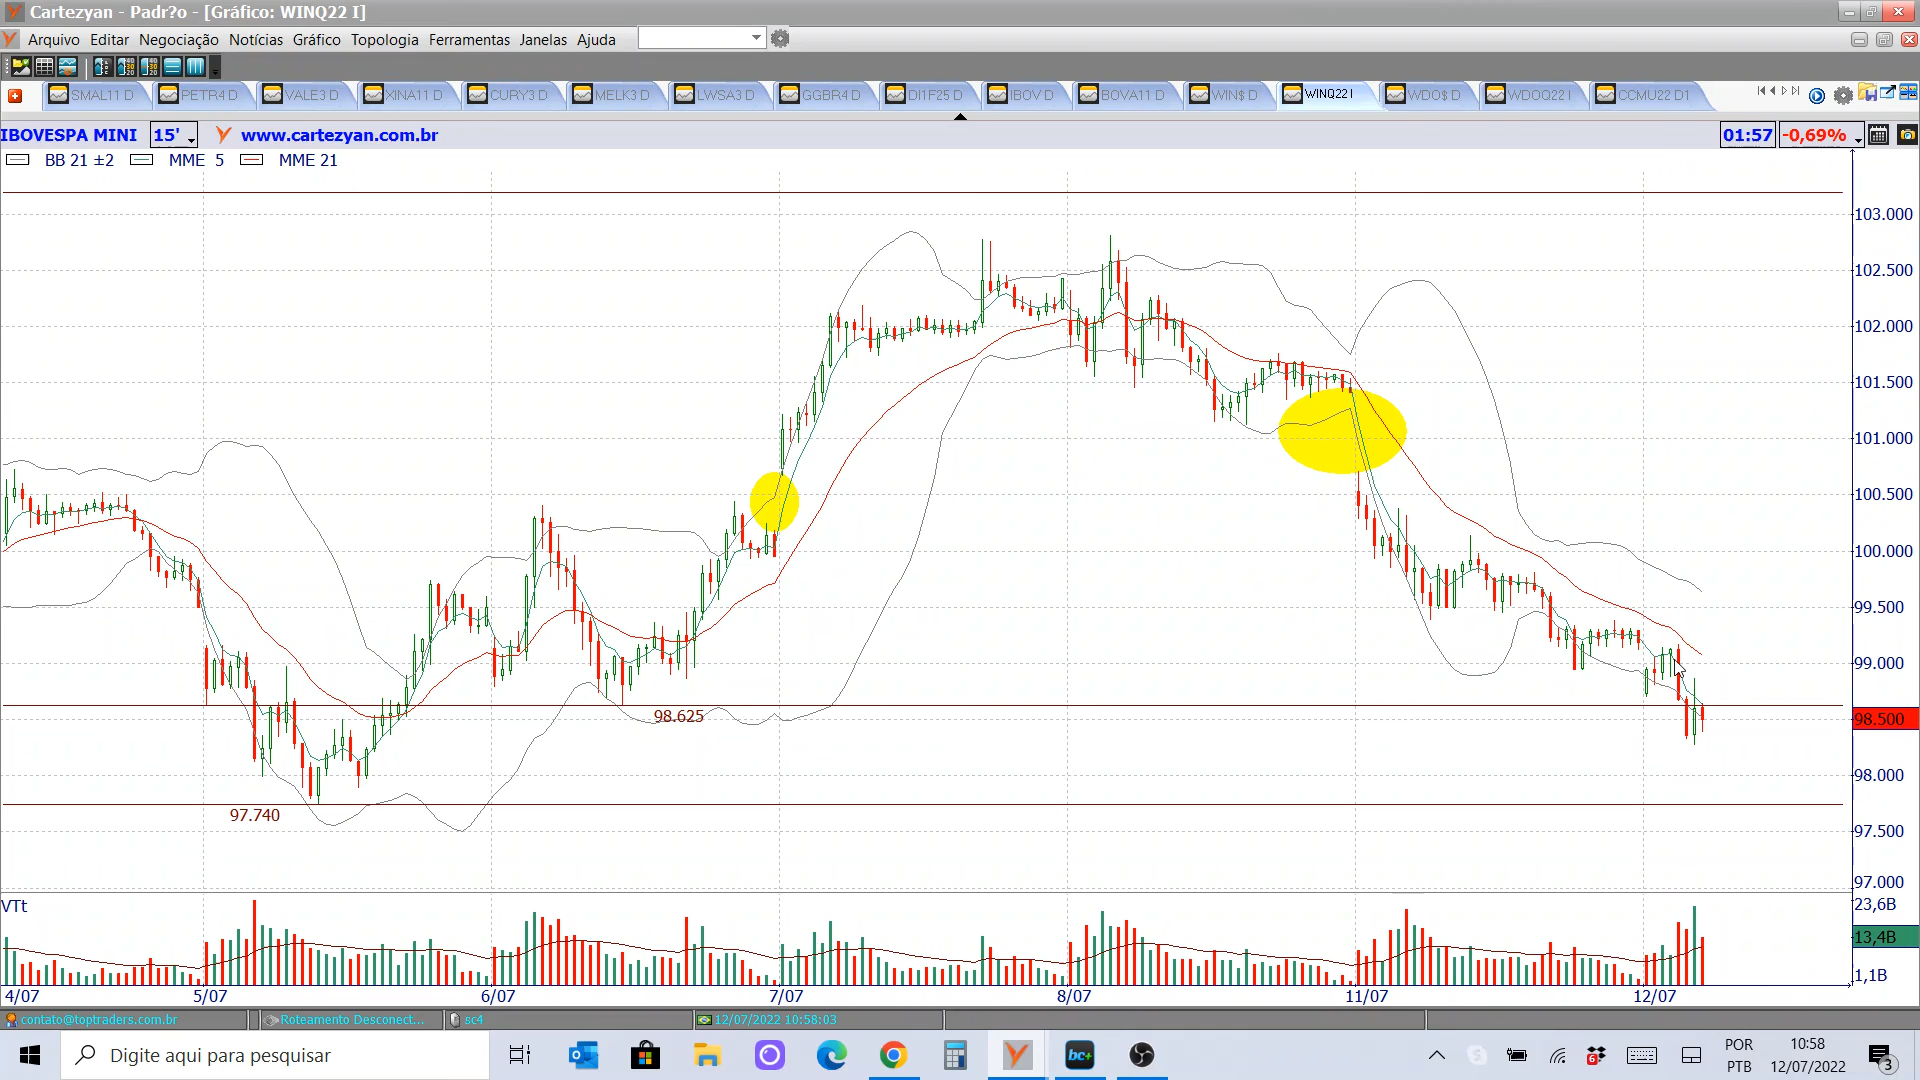 Cartezyan - Padr?o - [Gráfico: WINQ22 I]
Arquivo Editar Negociação Notícias Gráfico Topologia Ferramentas Janelas Ajuda
SMAL11 D PETR4 D VALE3 D XINA11 D CURY3 D MELK3 D LWSA3 D GGBR4 D DI1F25 D IBOV D BOVA11 D WIN$ D WINQ22 I WDO$ D WDOQ22 I CCMU22 D1
IBOVESPA MINI 15' www.cartezyan.com.br 01:57 -0,69%
BB 21 ±2 MME 5 MME 21
103.000
102.500
102.000
101.500
101.000
100.500
100.000
99.500
99.000
98.625
98.500
98.000
97.740
97.500
97.000
VTt
23,6B
13,4B
1,1B
4/07 5/07 6/07 7/07 8/07 11/07 12/07
contato@toptraders.com.br Roteamento Desconect... sc4 12/07/2022 10:58:03
Digite aqui para pesquisar
bc+
6
POR
PTB
10:58
12/07/2022
3